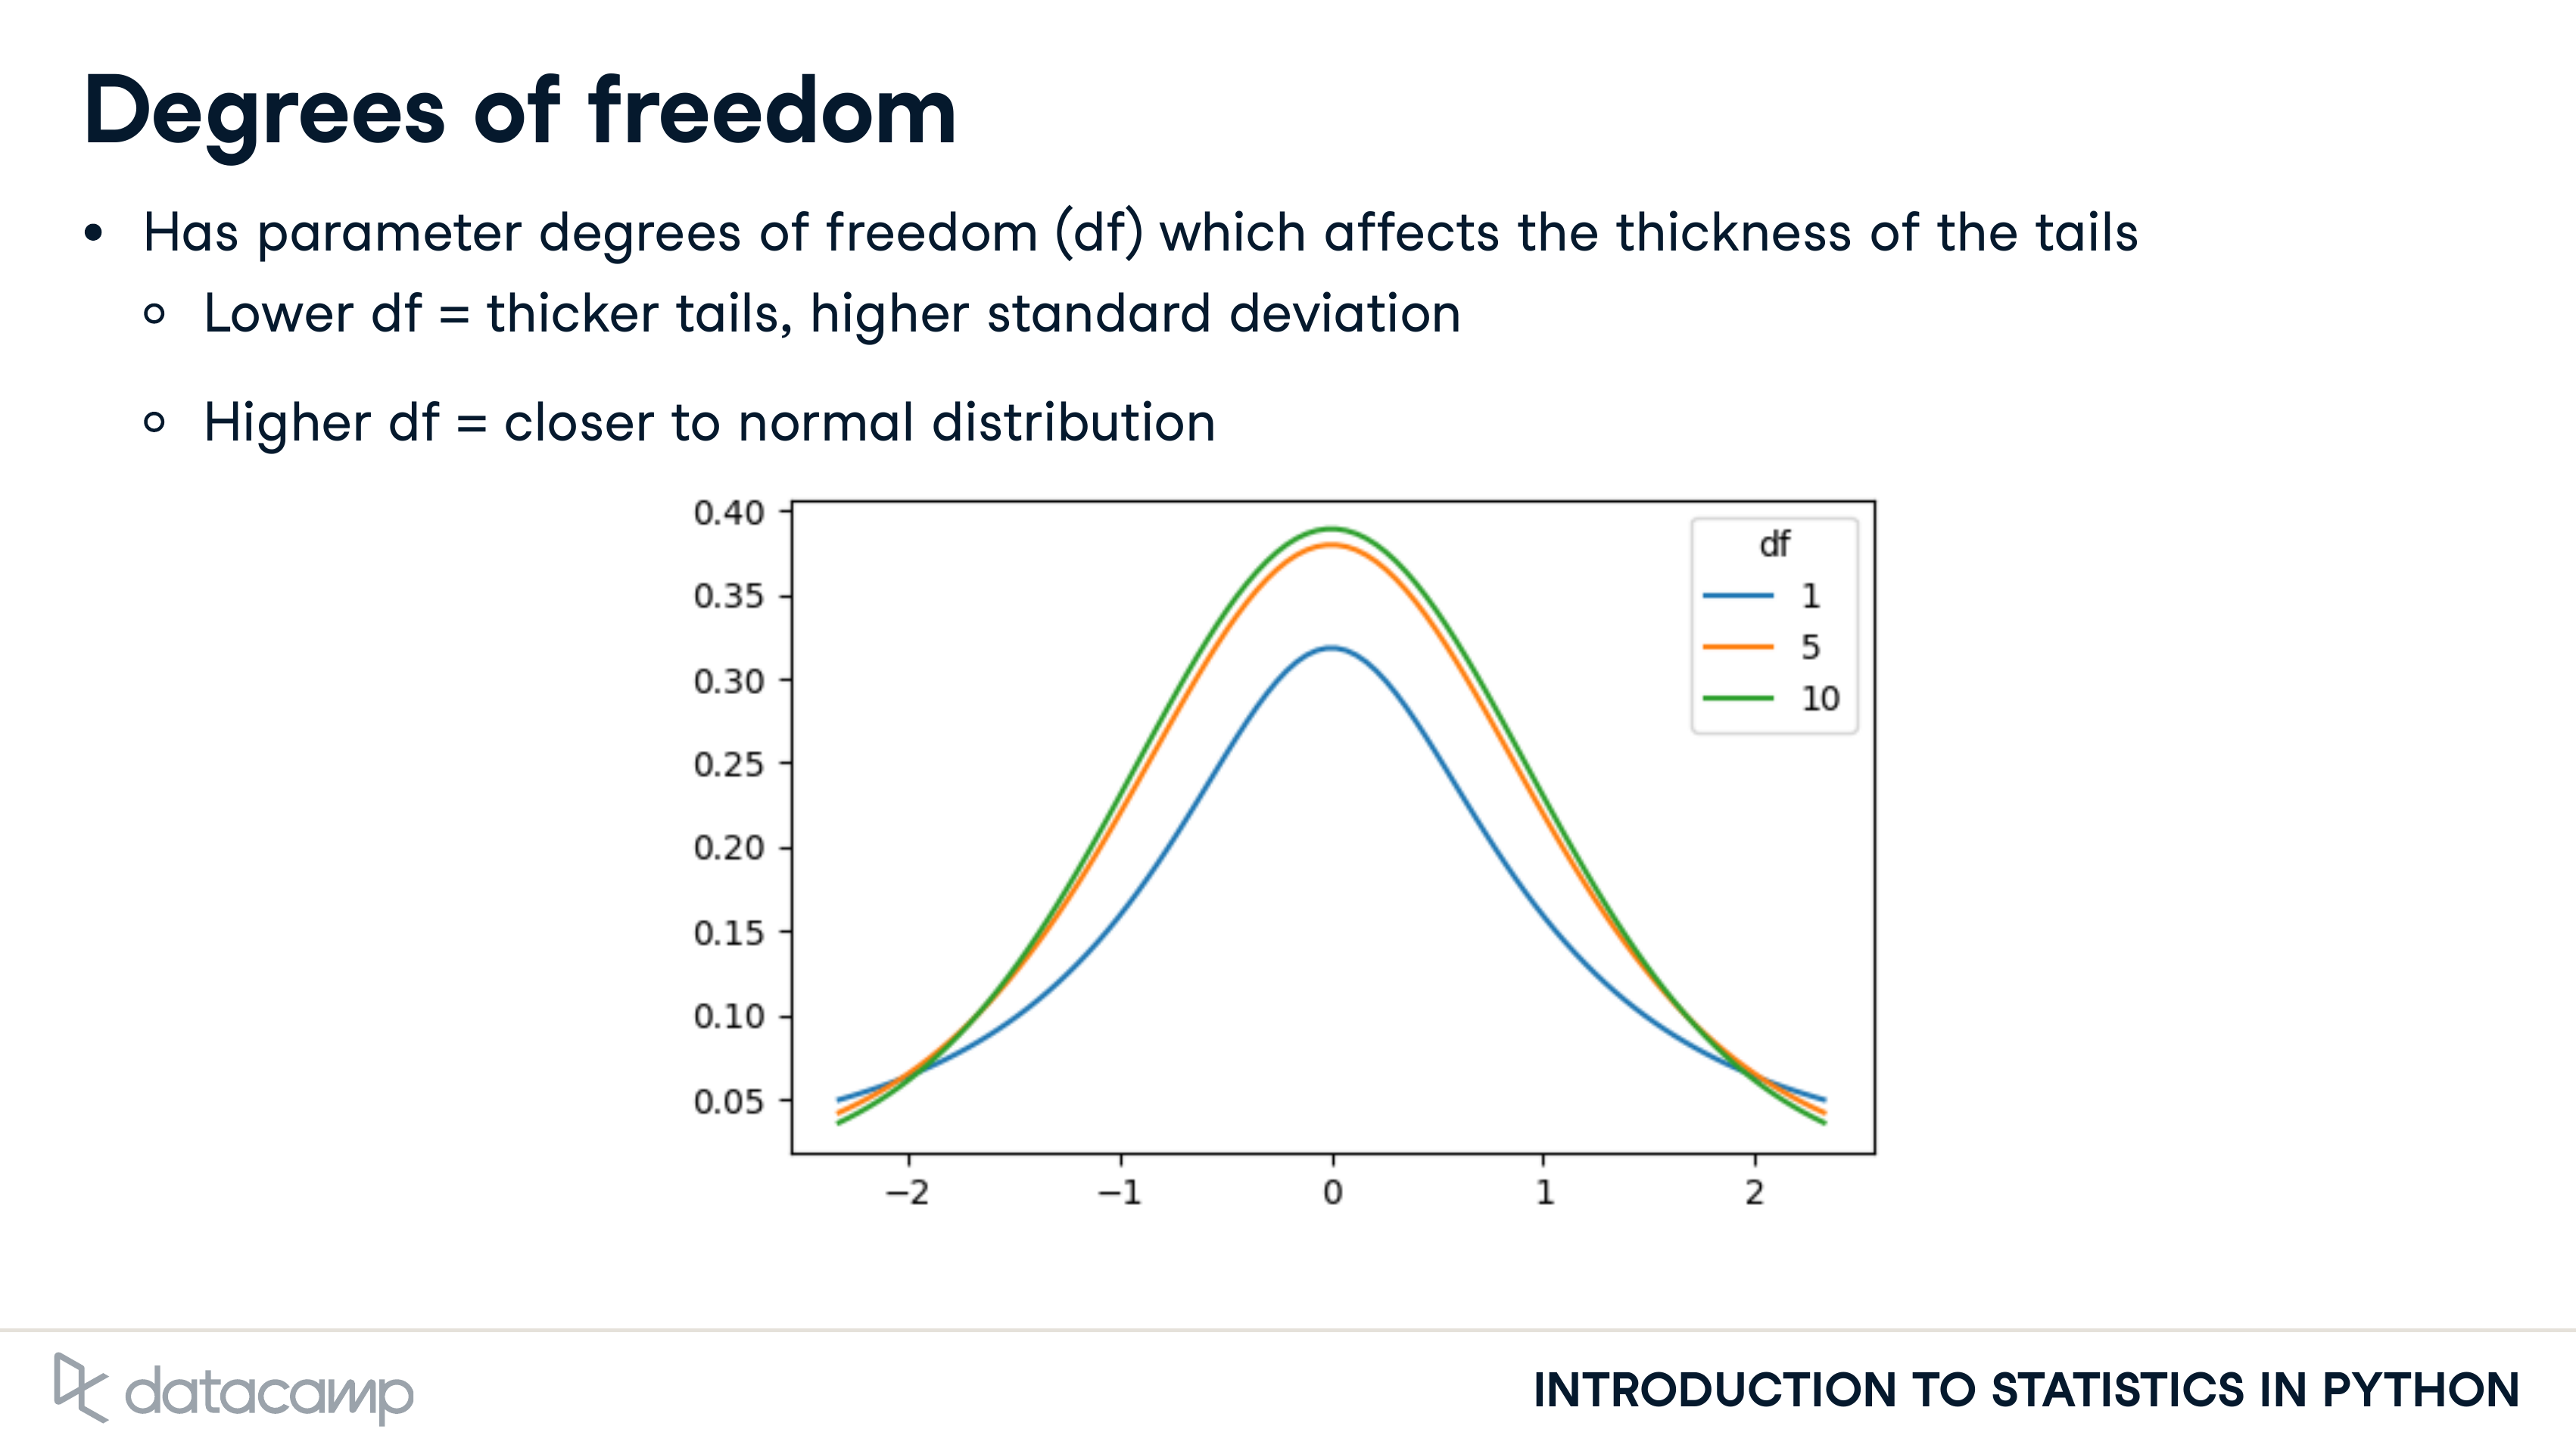 Degrees of freedom
• Has parameter degrees of freedom (df) which affects the thickness of the tails
○ Lower df = thicker tails, higher standard deviation
○ Higher df = closer to normal distribution
0.40
0.35
0.30
0.25
0.20
0.15
0.10
0.05
df
1
5
10
−2 −1 0 1 2
datacamp
INTRODUCTION TO STATISTICS IN PYTHON